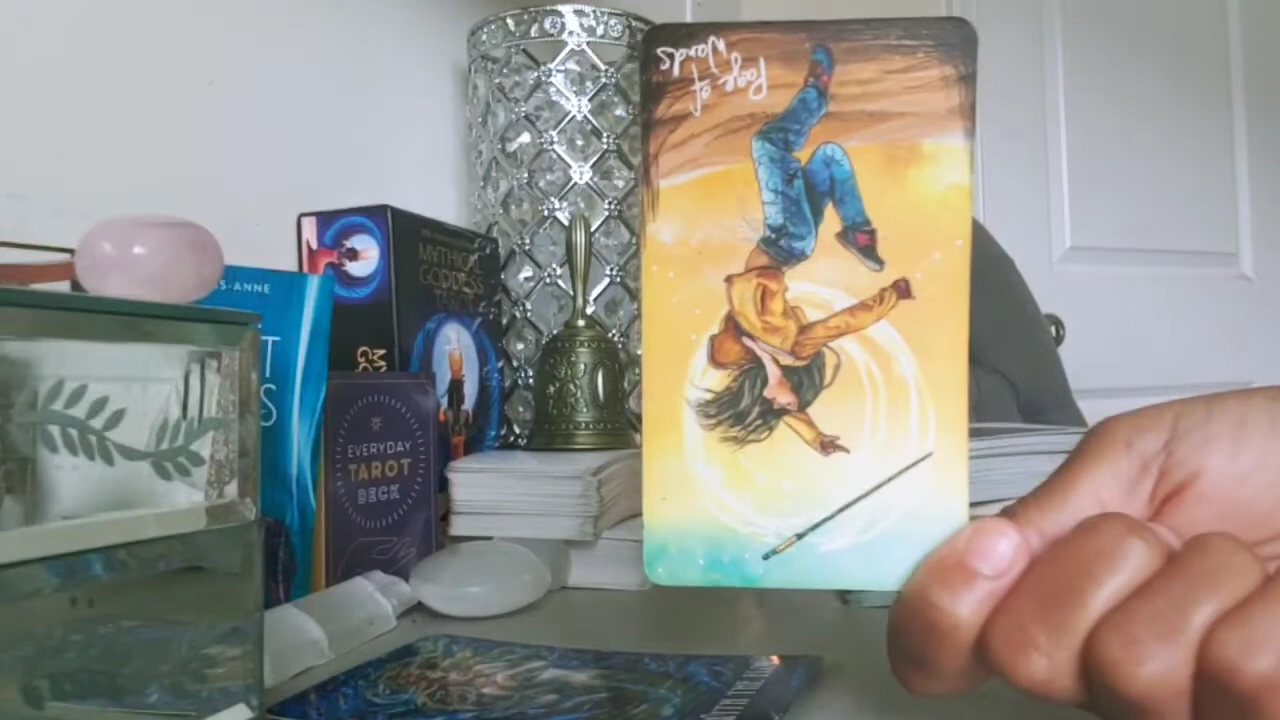 Page of
Wands
S-ANNE
T
S
MYTHICAL
GODDESS
TAROT
EVERYDAY
TAROT
DECK